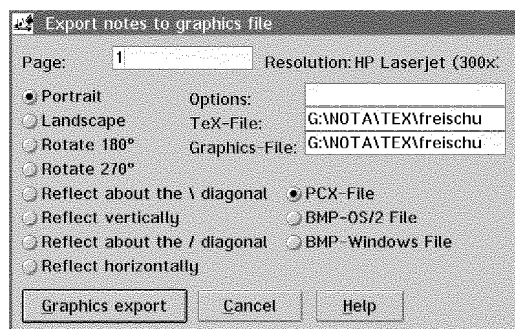 Export notes to graphics file
Page: 1 Resolution: HP Laserjet (300x
Portrait Options:
Landscape TeX-File: G:\NOTA\TEX\freischu
Rotate 180° Graphics-File: G:\NOTA\TEX\freischu
Rotate 270°
Reflect about the \ diagonal PCX-File
Reflect vertically BMP-OS/2 File
Reflect about the / diagonal BMP-Windows File
Reflect horizontally
Graphics export Cancel Help